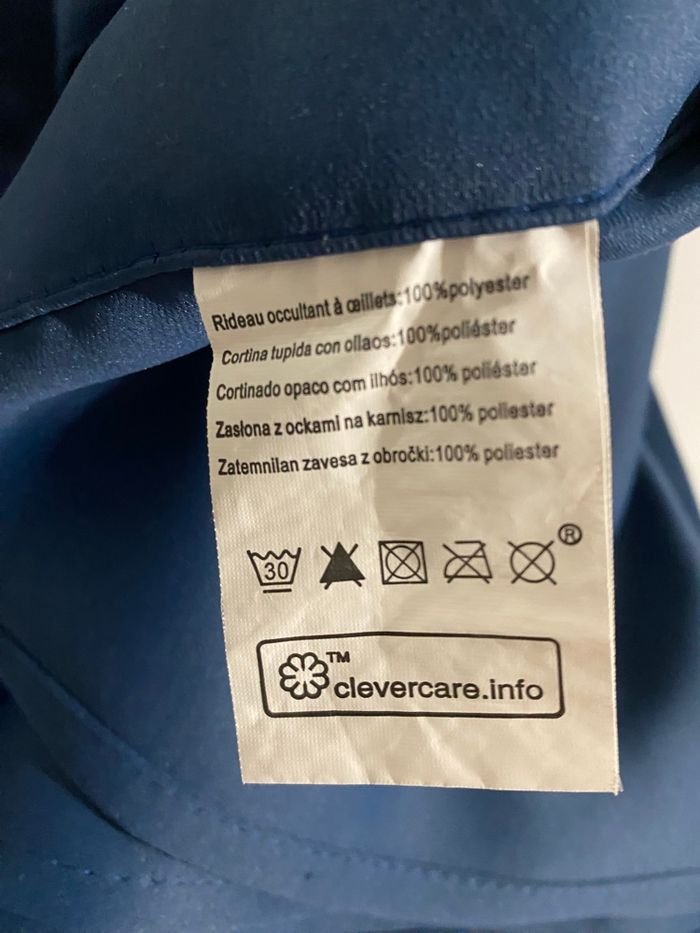 Rideau occultant à œillets:100%polyester
Cortina tupida con ollaos:100%poliéster
Cortinado opaco com ilhós:100% poliéster
Zasłona z ockami na karnisz:100% poliester
Zatemnilan zavesa z obročki:100% poliester
30 ®
™ clevercare.info